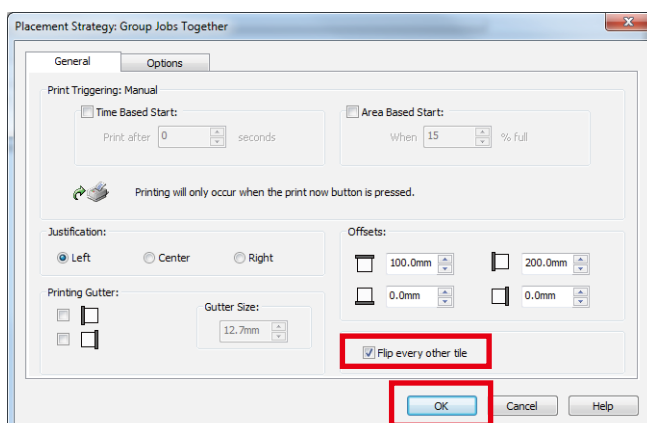 Placement Strategy: Group Jobs Together
General
Options
Print Triggering: Manual
Time Based Start:
Print after 0 seconds
Area Based Start:
When 15 % full
Printing will only occur when the print now button is pressed.
Justification:
Left
Center
Right
Offsets:
100.0mm
200.0mm
0.0mm
0.0mm
Printing Gutter:
Gutter Size:
12.7mm
Flip every other tile
OK
Cancel
Help